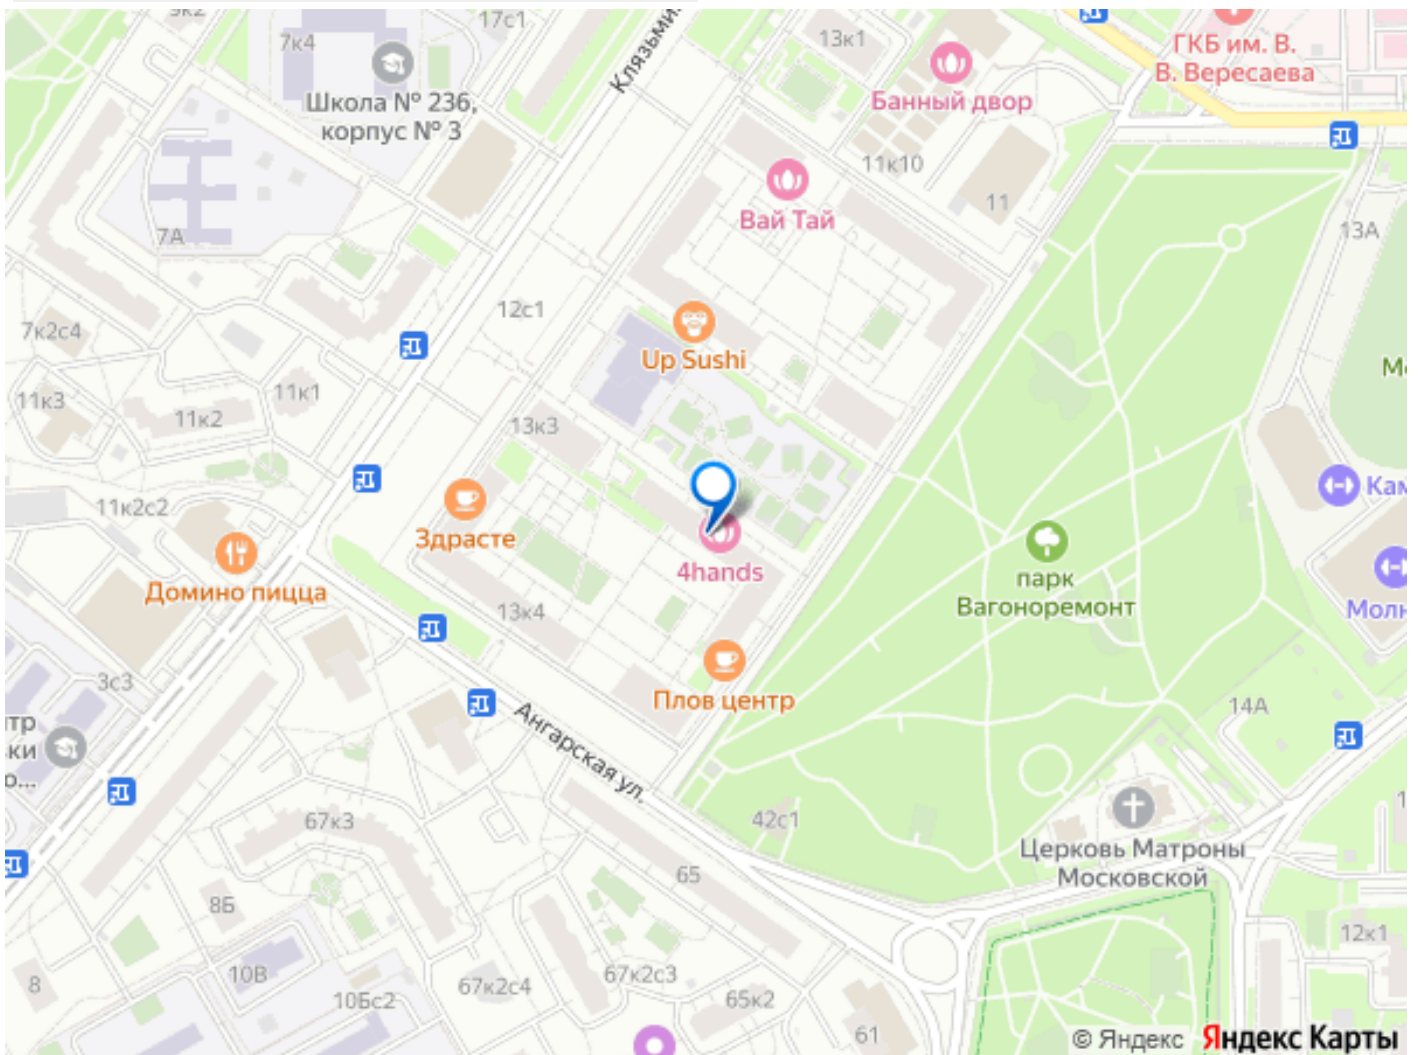 9к2
17с1
7к4
Клязьми
13к1
ГКБ им. В.
В. Вересаева
Школа № 236,
корпус № 3
Банный двор
11к10
Вай Тай
11
7А
13А
12с1
7к2с4
Up Sushi
11к3
11к2
11к1
13к3
11к2с2
Здрасте
Домино пицца
4hands
13к4
парк
Вагоноремонт
3с3
Плов центр
14А
Ангарская ул.
67к3
42с1
Церковь Матроны
Московской
65
8Б
12к1
8
10В
10Бс2
67к2с4
67к2с3
65к2
61
© Яндекс Яндекс Карты